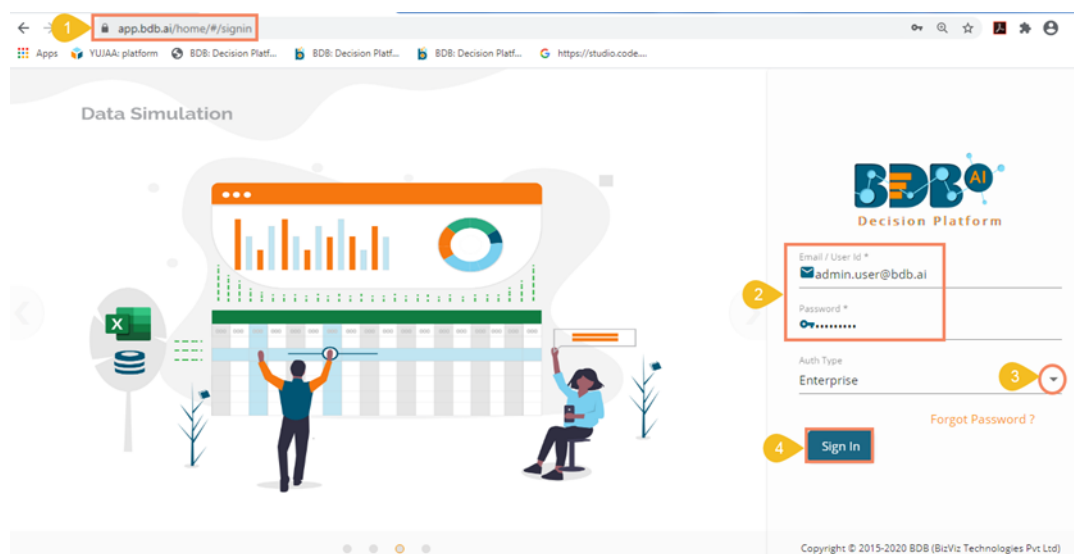 1
app.bdb.ai/home/#/signin
Apps
YUJAA: platform
BDB: Decision Platf...
BDB: Decision Platf...
BDB: Decision Platf...
https://studio.code....
Data Simulation
X
BDB AI
Decision Platform
2
Email / User Id *
admin.user@bdb.ai
Password *
Auth Type
Enterprise
3
Forgot Password ?
4
Sign In
Copyright © 2015-2020 BDB (BizViz Technologies Pvt Ltd)